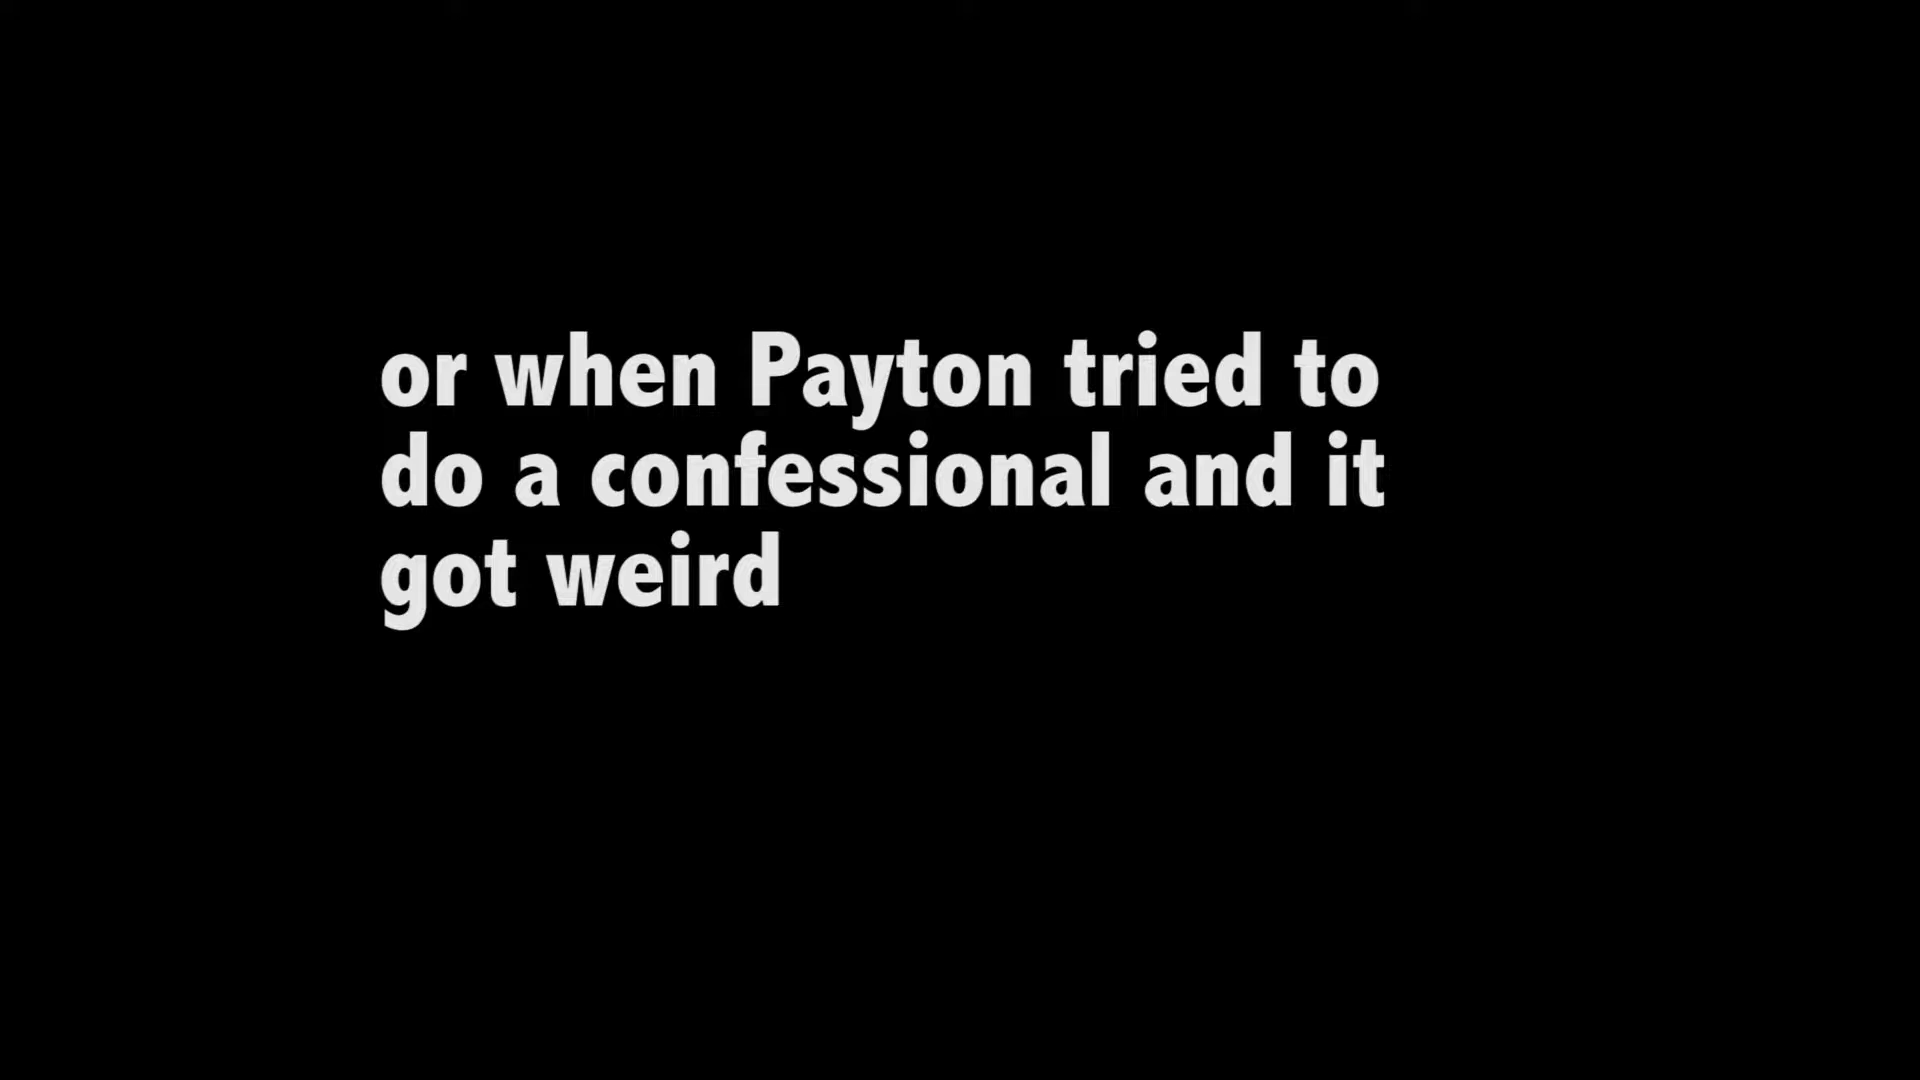 or when Payton tried to
do a confessional and it
got weird